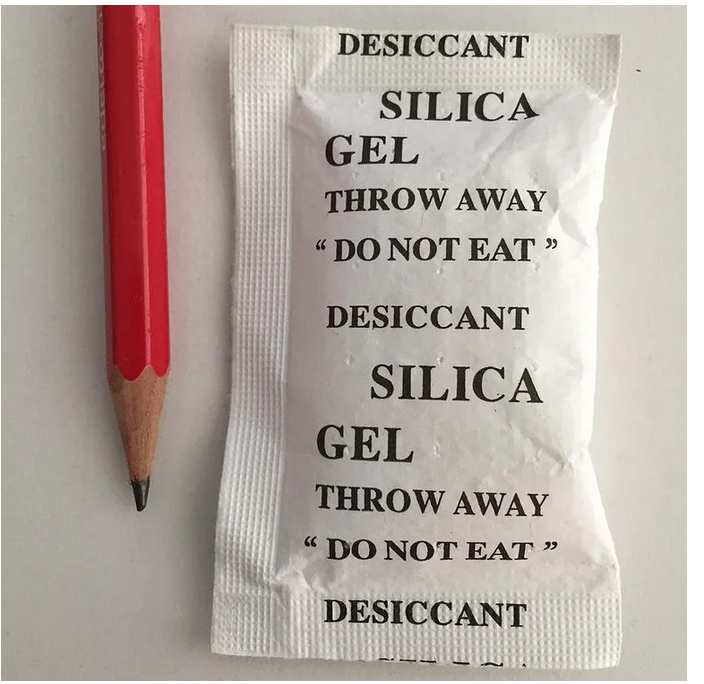 DESICCANT
SILICA
GEL
THROW AWAY
“ DO NOT EAT ”
DESICCANT
SILICA
GEL
THROW AWAY
“ DO NOT EAT ”
DESICCANT